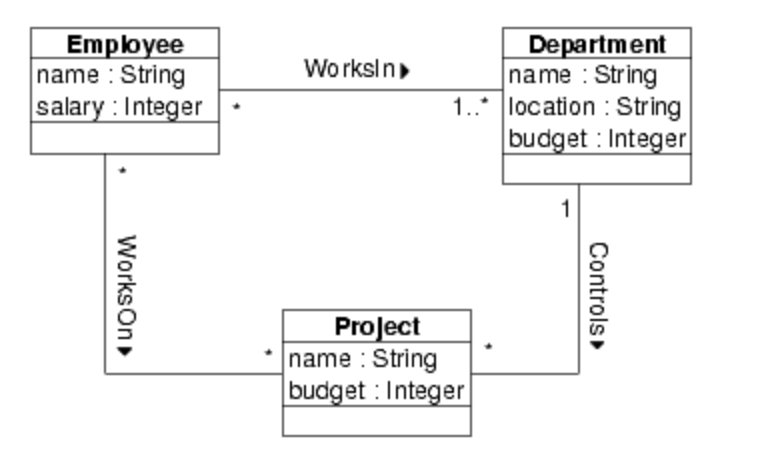 Employee
name : String
salary : Integer
WorksIn
*
1..*
Department
name : String
location : String
budget : Integer
*
WorksOn
*
1
Controls
*
Project
name : String
budget : Integer